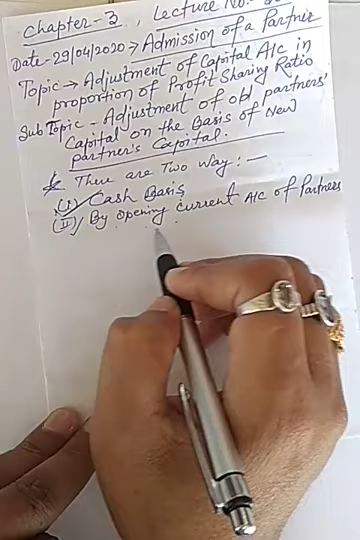 Chapter-3, Lecture No.-
Date-29/04/2020 > Admission of a Partner
Topic → Adjustment of Capital A/c in
proportion of Profit Sharing Ratio
Sub Topic - Adjustment of old partners'
Capital on the Basis of New
partner's Capital.
There are Two way:—
(I) Cash Basis
(II) By opening current A/c of Partners